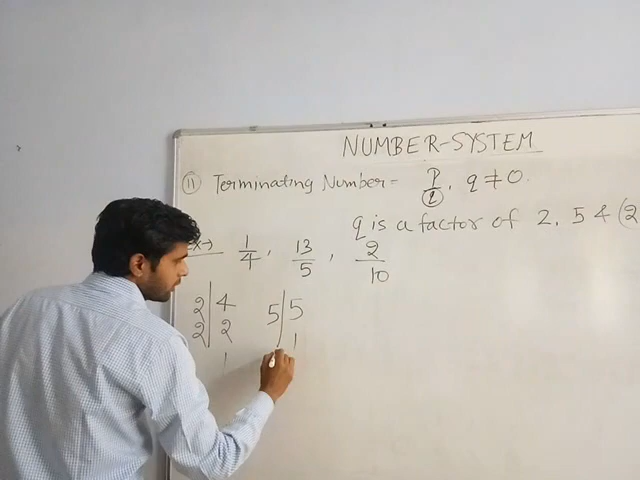 NUMBER-SYSTEM
11 Terminating Number = p/q, q ≠ 0.
q is a factor of 2, 5 & (2
1/4, 13/5, 2/10
2 | 4 5 | 5
2 | 2 1
1